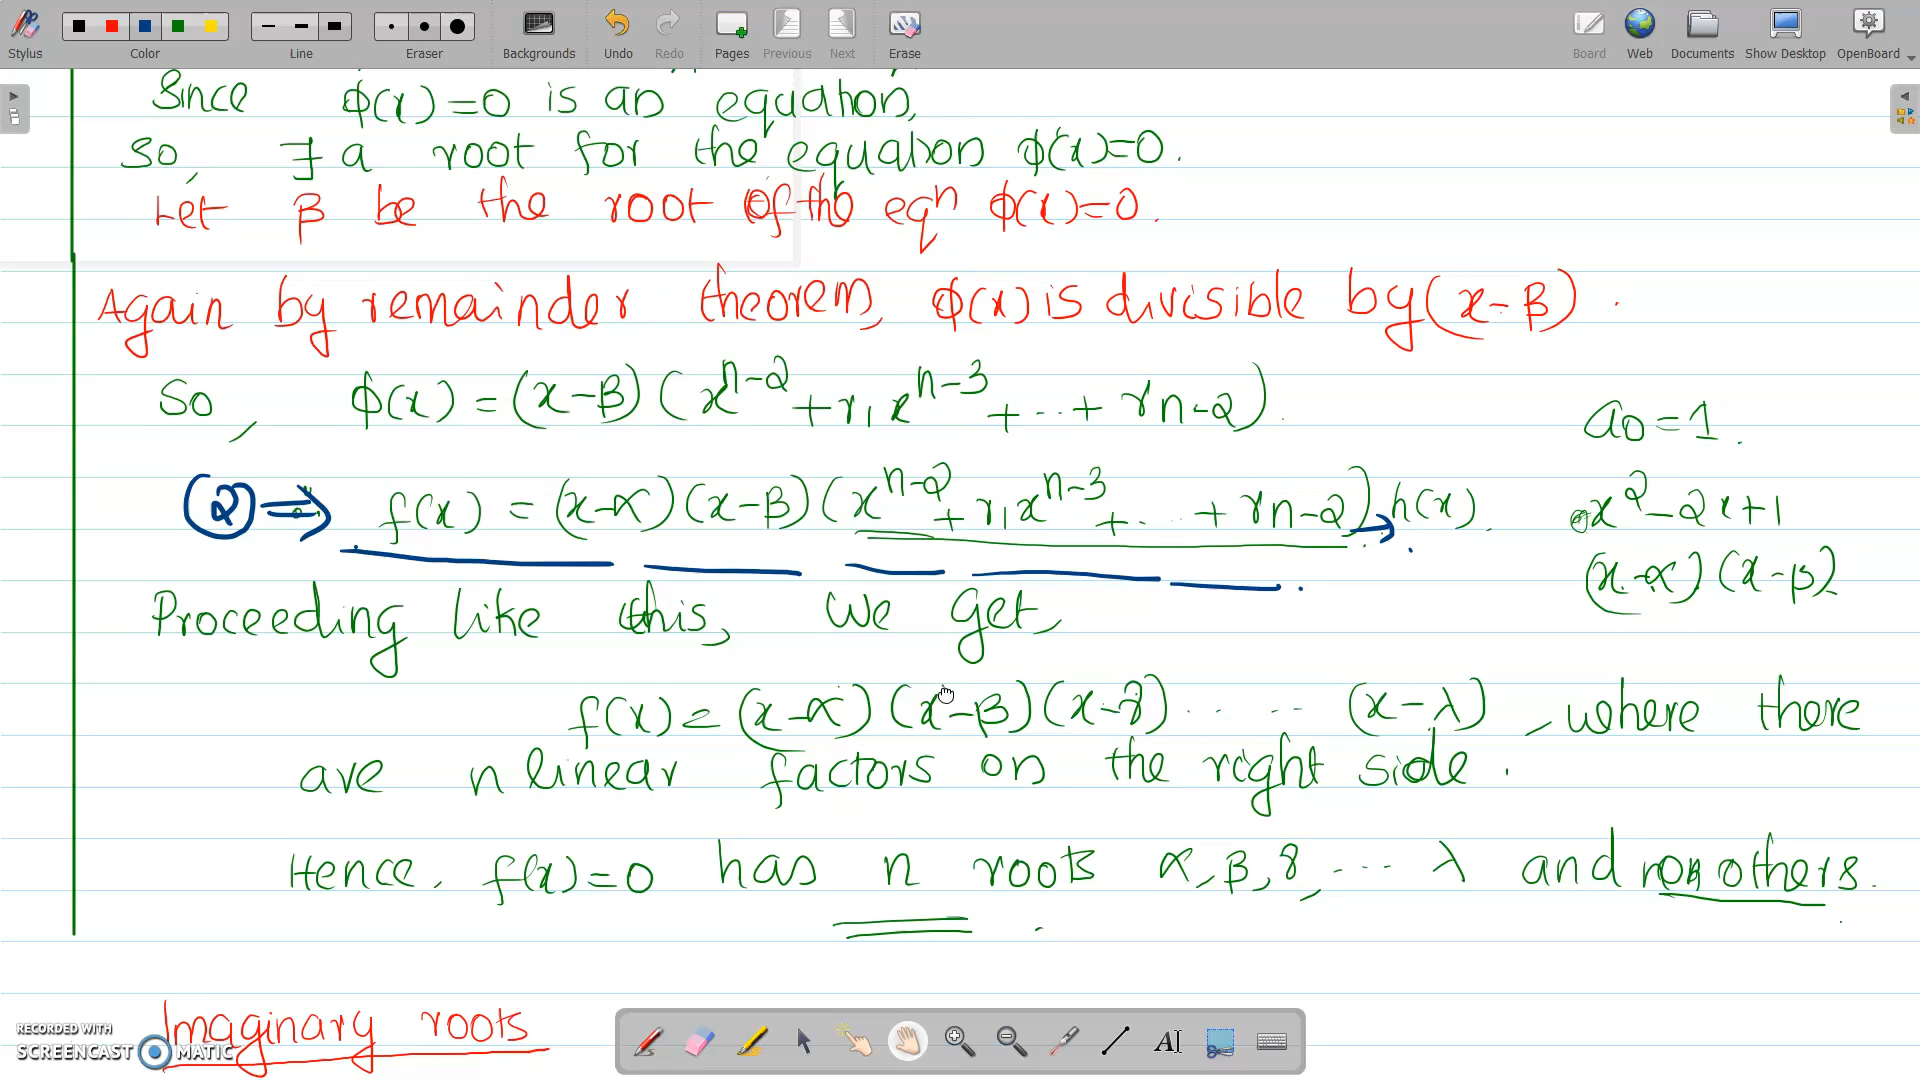 Stylus Color Line Eraser Backgrounds Undo Redo Pages Previous Next Erase Board Web Documents Show Desktop OpenBoard
Since ϕ(x)=0 is an equation,
So, ∃ a root for the equation ϕ(x)=0.
Let β be the root of the eqn ϕ(x)=0.
Again by remainder theorem, ϕ(x) is divisible by (x-β).
So, ϕ(x) = (x-β)(x^{n-2} + r₁x^{n-3} + ... + r_{n-2}).
a₀ = 1.
② ⇒ f(x) = (x-α)(x-β)(x^{n-2} + r₁x^{n-3} + ... + r_{n-2}) → h(x).
x² - 2x + 1
(x-α)(x-β)
Proceeding like this, we get,
f(x) = (x-α)(x-β)(x-γ) ... ... (x-λ), where there
are n linear factors on the right side.
Hence, f(x)=0 has n roots α, β, γ, ... λ and no others.
Imaginary roots
RECORDED WITH
SCREENCAST MATIC
AI